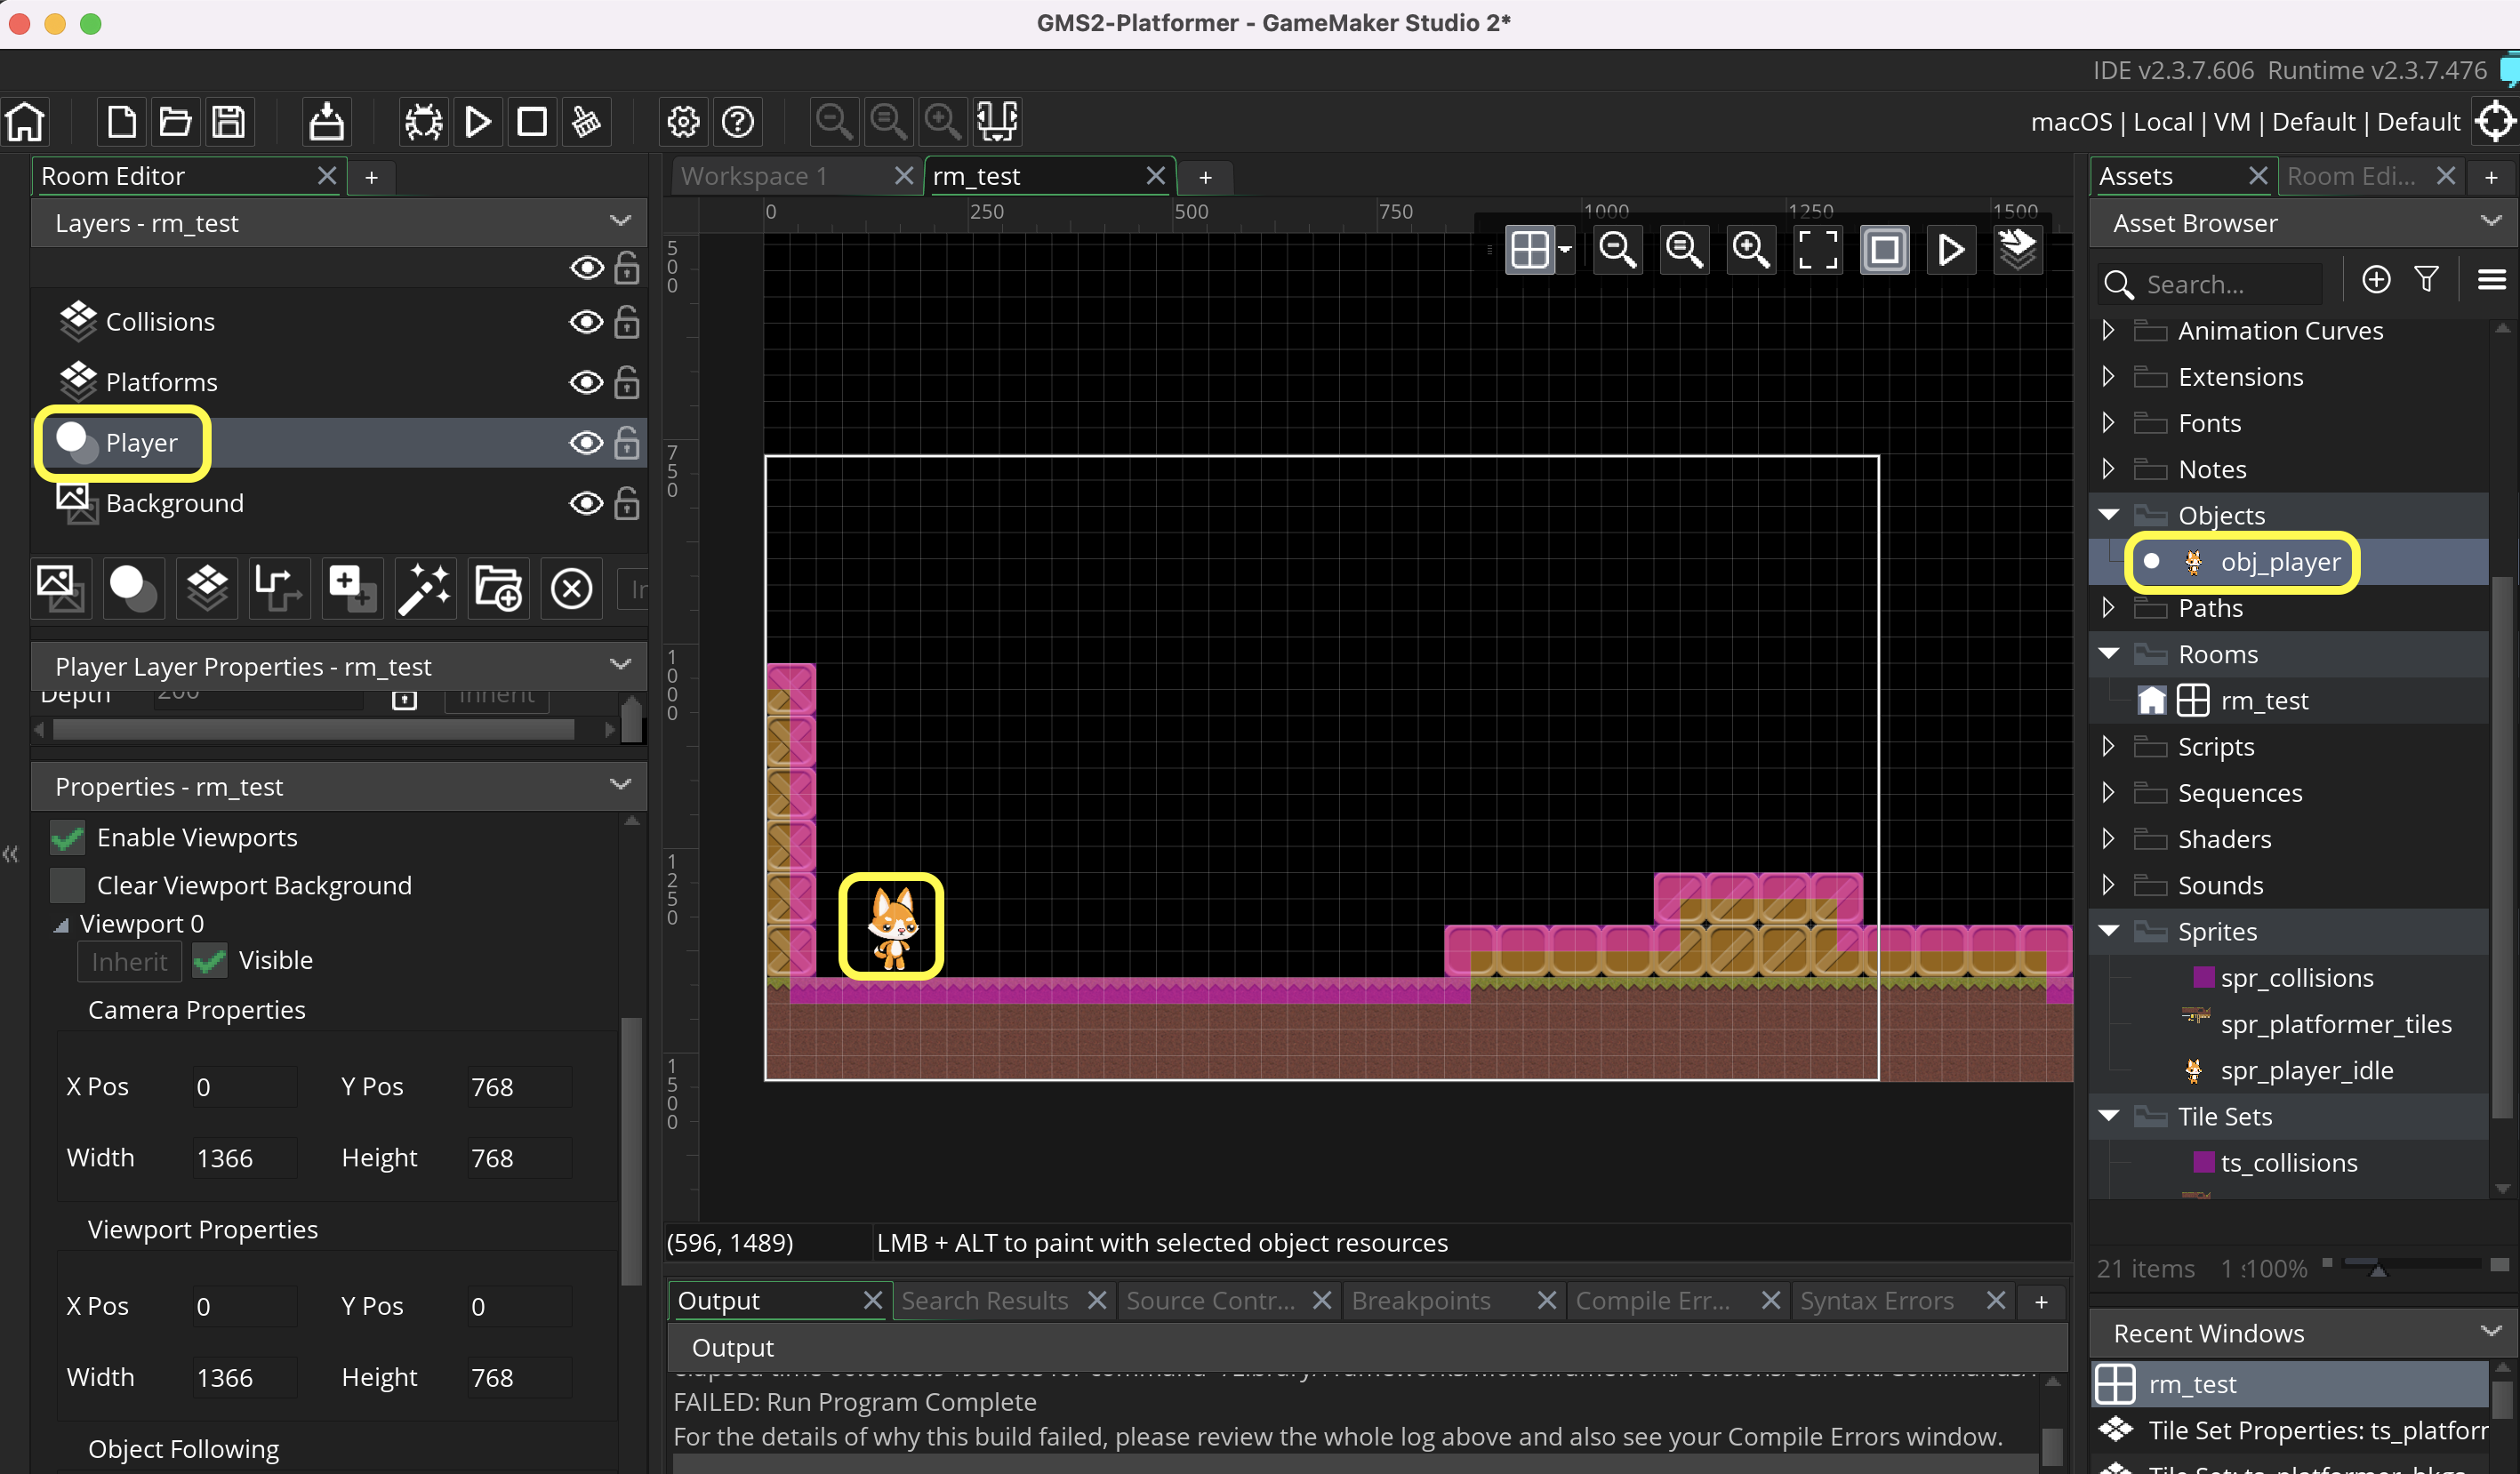 GMS2-Platformer - GameMaker Studio 2*
IDE v2.3.7.606 Runtime v2.3.7.476
macOS | Local | VM | Default | Default
Room Editor
+
Workspace 1
rm_test
+
Assets
Room Edi...
+
Layers - rm_test
Collisions
Platforms
Player
Background
Player Layer Properties - rm_test
Depth 200 Inherit
Properties - rm_test
Enable Viewports
Clear Viewport Background
Viewport 0
Inherit Visible
Camera Properties
X Pos 0 Y Pos 768
Width 1366 Height 768
Viewport Properties
X Pos 0 Y Pos 0
Width 1366 Height 768
Object Following
0 250 500 750 1000 1250 1500
500
750
1000
1250
1500
(596, 1489) LMB + ALT to paint with selected object resources
Output Search Results Source Contr... Breakpoints Compile Err... Syntax Errors +
Output
FAILED: Run Program Complete
For the details of why this build failed, please review the whole log above and also see your Compile Errors window.
Asset Browser
Search...
Animation Curves
Extensions
Fonts
Notes
Objects
obj_player
Paths
Rooms
rm_test
Scripts
Sequences
Shaders
Sounds
Sprites
spr_collisions
spr_platformer_tiles
spr_player_idle
Tile Sets
ts_collisions
21 items 1 100%
Recent Windows
rm_test
Tile Set Properties: ts_platforr